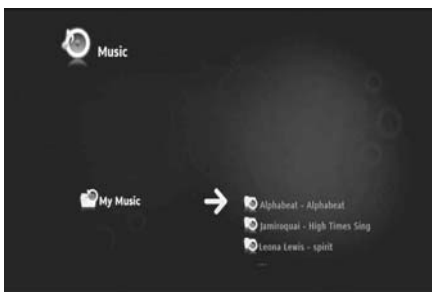 Music
My Music
Alphabeat - Alphabeat
Jamiroquai - High Times Sing
Leona Lewis - spirit